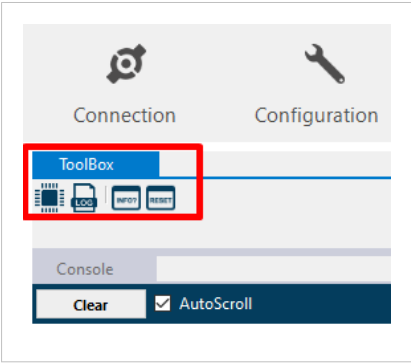 Connection Configuration
ToolBox
LOG INFO? RESET
Console
Clear AutoScroll